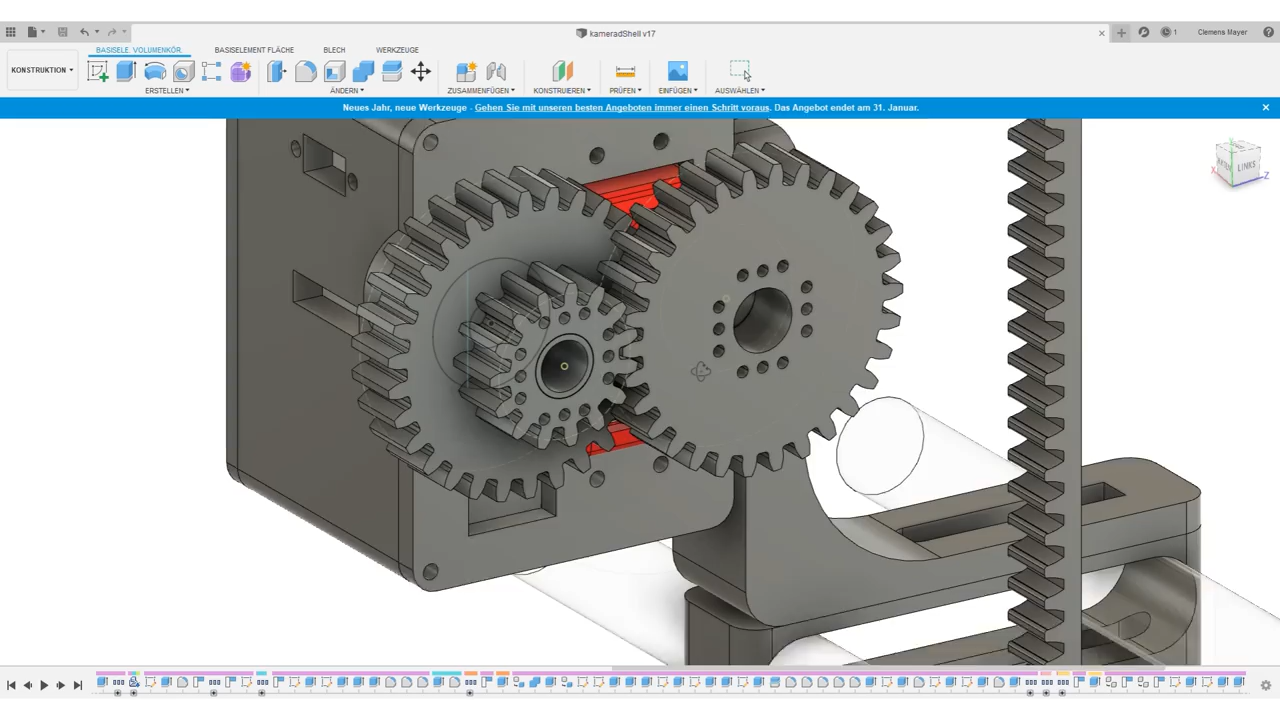 kameradShell v17
1
Clemens Mayer
BASISELE. VOLUMENKÖR.
BASISELEMENT FLÄCHE
BLECH
WERKZEUGE
KONSTRUKTION
ERSTELLEN
ÄNDERN
ZUSAMMENFÜGEN
KONSTRUIEREN
PRÜFEN
EINFÜGEN
AUSWÄHLEN
Neues Jahr, neue Werkzeuge - Gehen Sie mit unseren besten Angeboten immer einen Schritt voraus. Das Angebot endet am 31. Januar.
LINKS
X
Y
Z